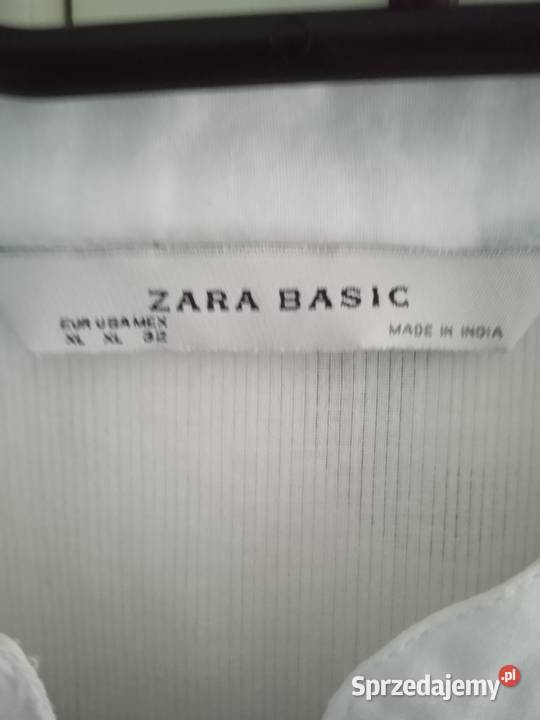 ZARA BASIC
EUR USA MEX
XL XL 32
MADE IN INDIA
Sprzedajemy.pl